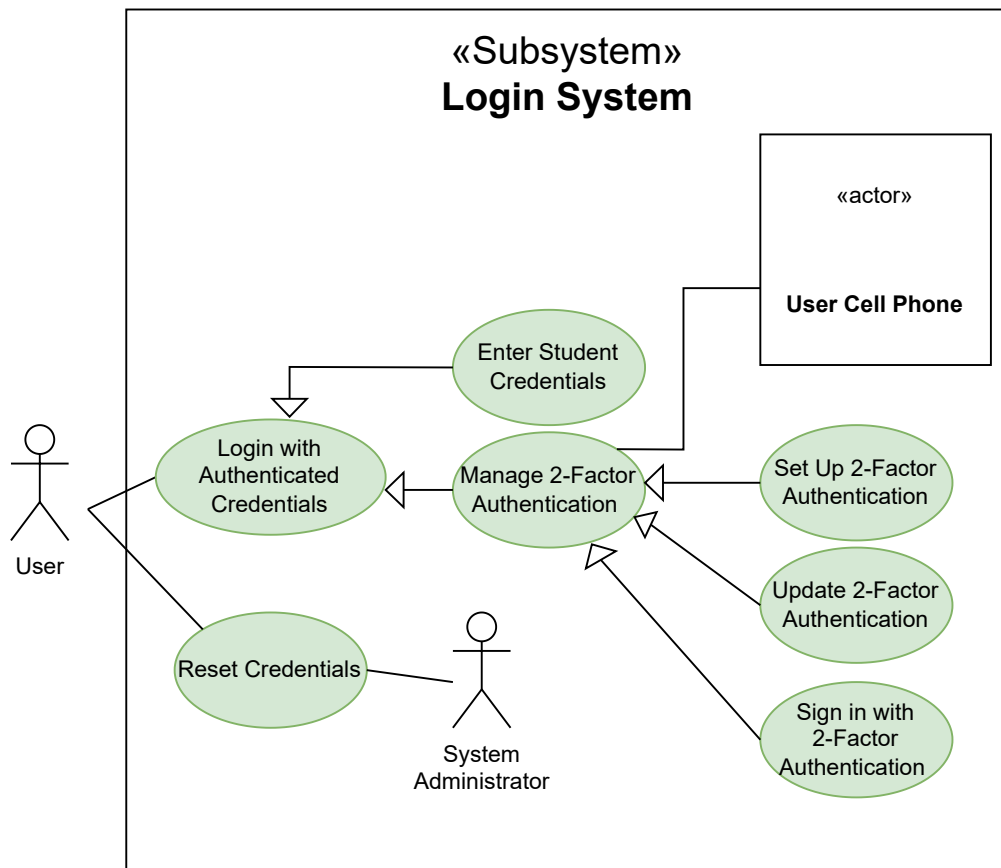 «Subsystem»
Login System
«actor»
User Cell Phone
Enter Student
Credentials
Login with
Authenticated
Credentials
Manage 2-Factor
Authentication
Set Up 2-Factor
Authentication
User
Update 2-Factor
Authentication
Reset Credentials
System
Administrator
Sign in with
2-Factor
Authentication